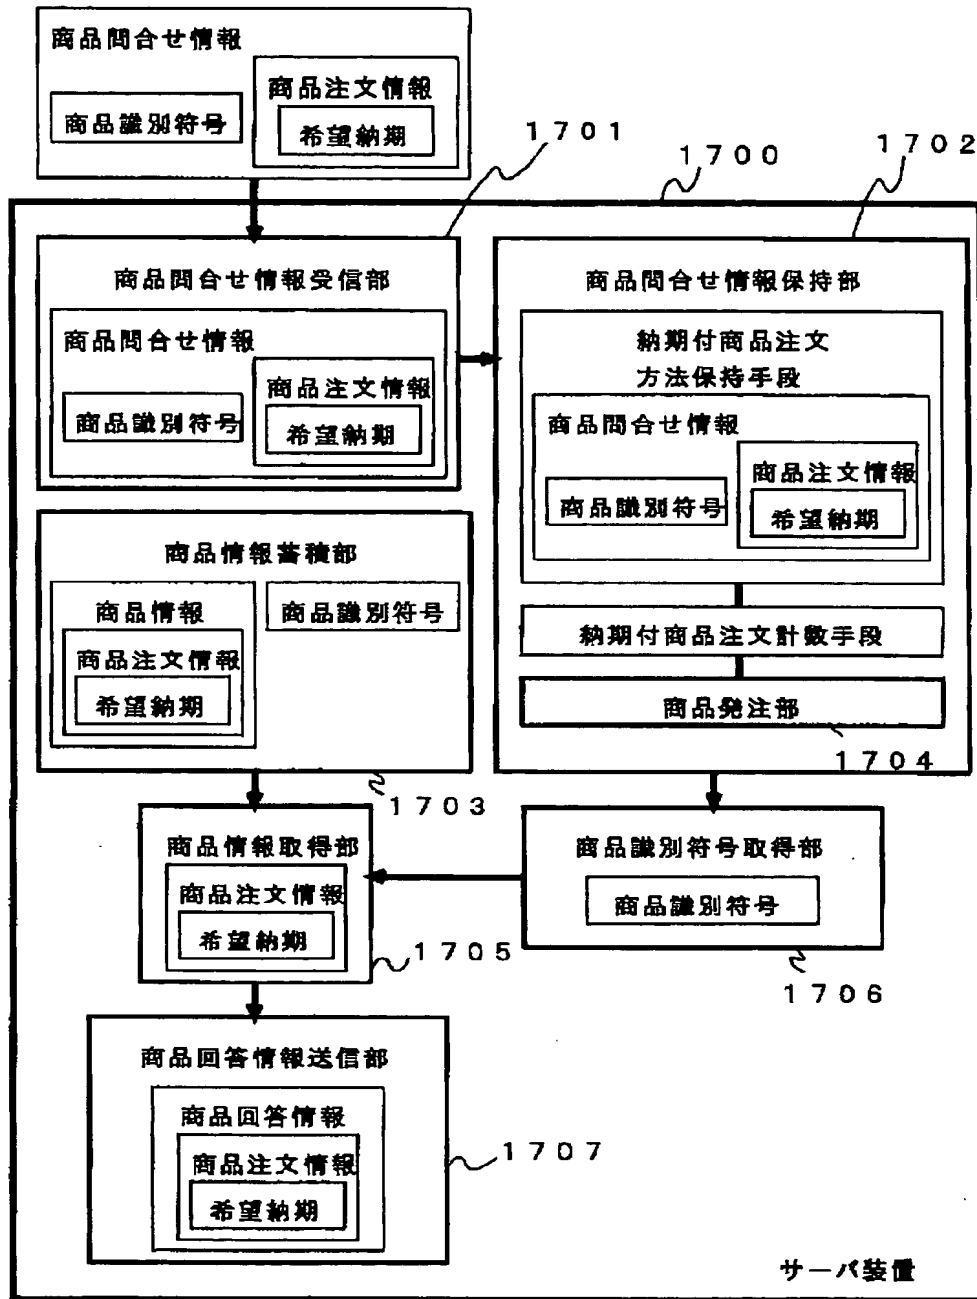 商品問合せ情報
商品注文情報
商品識別符号
希望納期
1701
1700
1702
商品問合せ情報受信部
商品問合せ情報
商品注文情報
商品識別符号
希望納期
商品問合せ情報保持部
納期付商品注文
方法保持手段
商品問合せ情報
商品注文情報
商品識別符号
希望納期
納期付商品注文計数手段
商品発注部
1704
商品情報蓄積部
商品情報
商品識別符号
商品注文情報
希望納期
1703
商品情報取得部
商品注文情報
希望納期
1705
商品識別符号取得部
商品識別符号
1706
商品回答情報送信部
商品回答情報
商品注文情報
希望納期
1707
サーバ装置